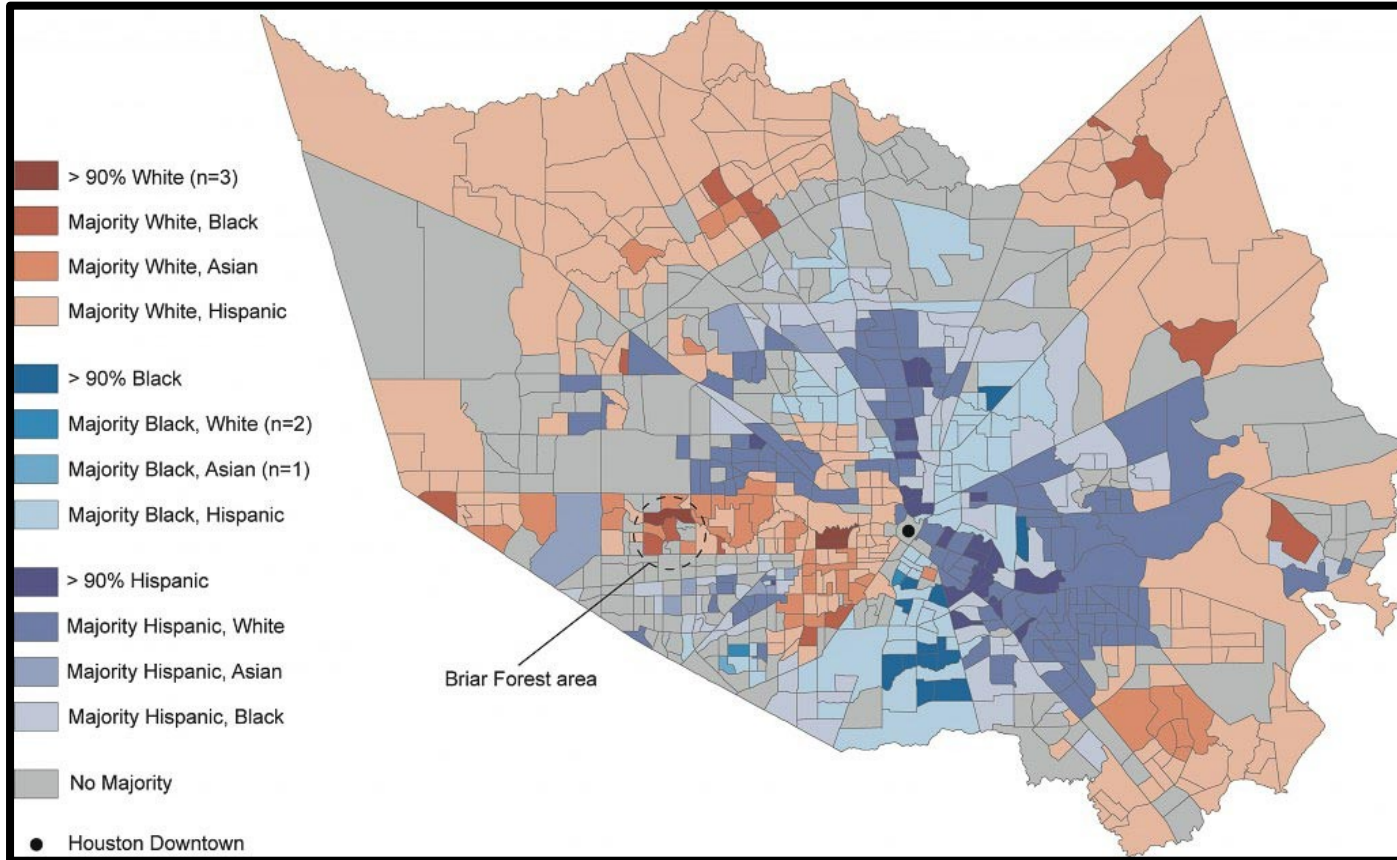 > 90% White (n=3)
Majority White, Black
Majority White, Asian
Majority White, Hispanic
> 90% Black
Majority Black, White (n=2)
Majority Black, Asian (n=1)
Majority Black, Hispanic
> 90% Hispanic
Majority Hispanic, White
Majority Hispanic, Asian
Majority Hispanic, Black
No Majority
Houston Downtown
Briar Forest area